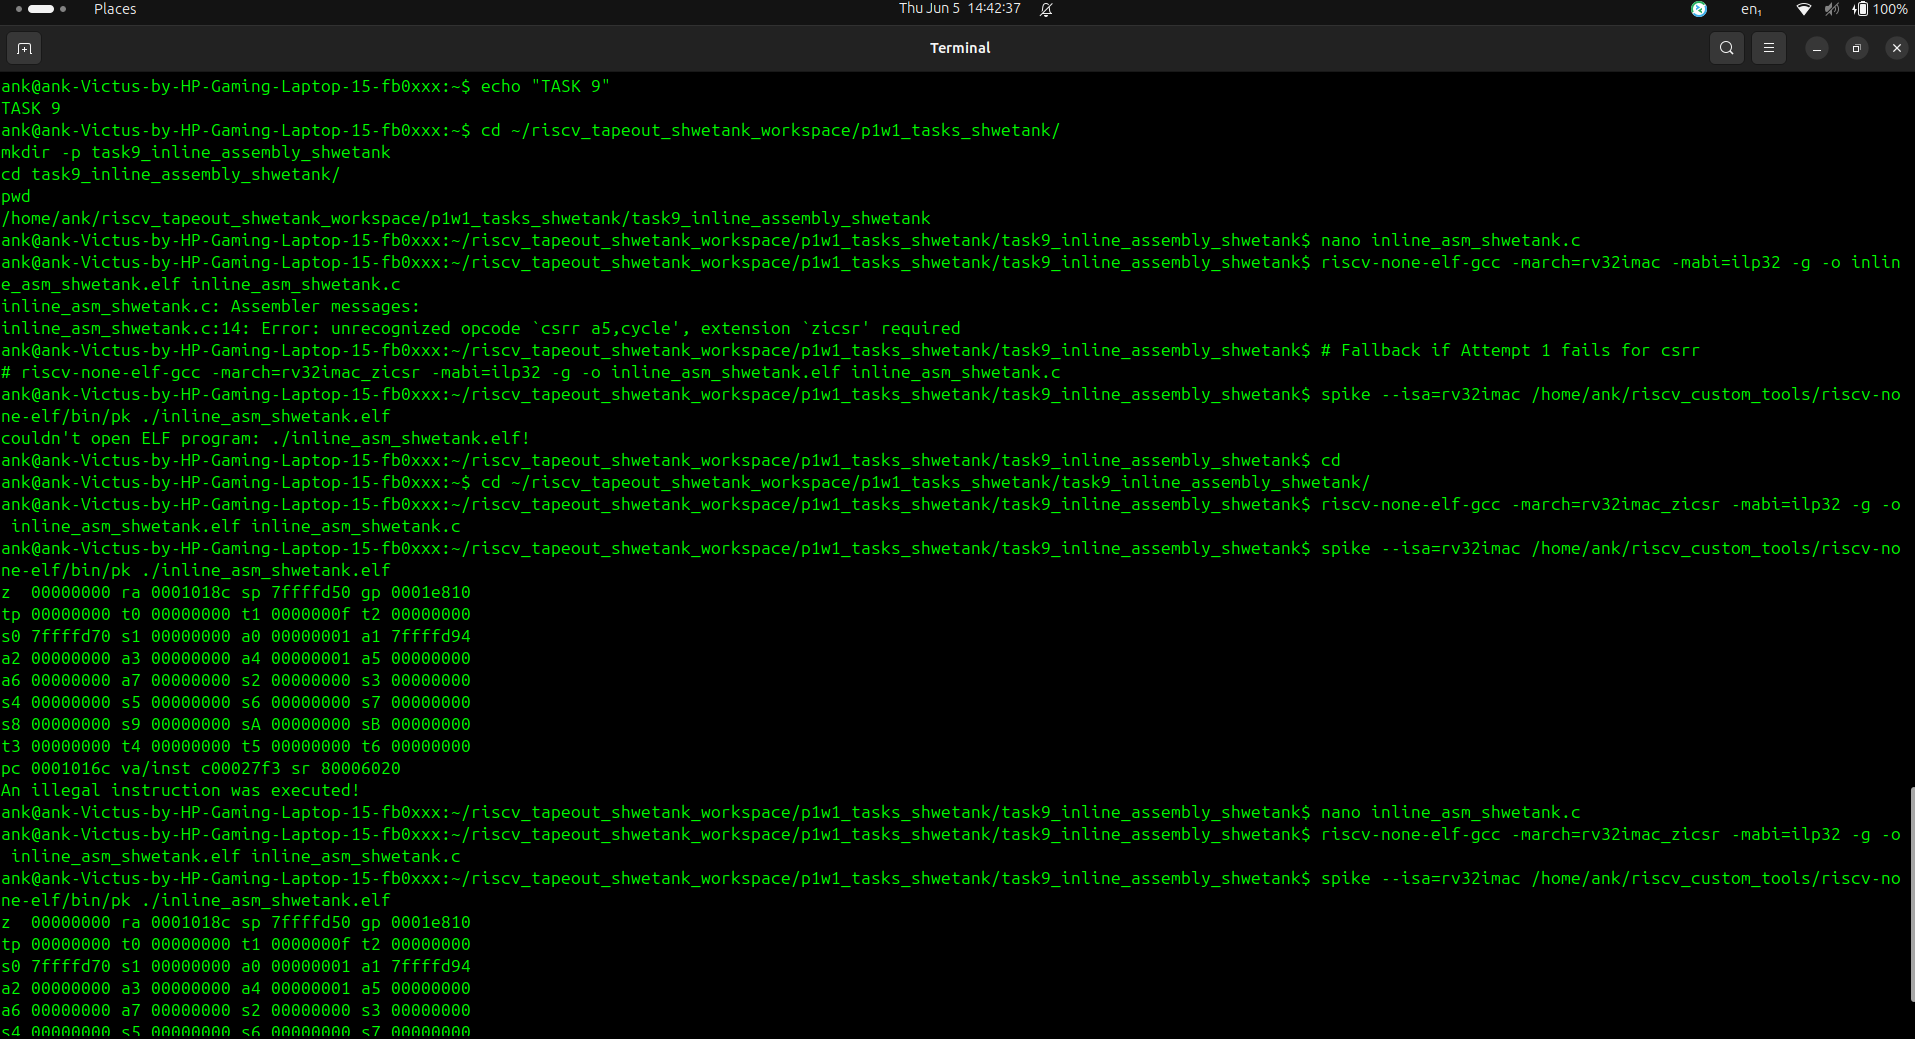 Places
Thu Jun 5 14:42:37
en₁
100%
Terminal
ank@ank-Victus-by-HP-Gaming-Laptop-15-fb0xxx:~$ echo "TASK 9"
TASK 9
ank@ank-Victus-by-HP-Gaming-Laptop-15-fb0xxx:~$ cd ~/riscv_tapeout_shwetank_workspace/p1w1_tasks_shwetank/
mkdir -p task9_inline_assembly_shwetank
cd task9_inline_assembly_shwetank/
pwd
/home/ank/riscv_tapeout_shwetank_workspace/p1w1_tasks_shwetank/task9_inline_assembly_shwetank
ank@ank-Victus-by-HP-Gaming-Laptop-15-fb0xxx:~/riscv_tapeout_shwetank_workspace/p1w1_tasks_shwetank/task9_inline_assembly_shwetank$ nano inline_asm_shwetank.c
ank@ank-Victus-by-HP-Gaming-Laptop-15-fb0xxx:~/riscv_tapeout_shwetank_workspace/p1w1_tasks_shwetank/task9_inline_assembly_shwetank$ riscv-none-elf-gcc -march=rv32imac -mabi=ilp32 -g -o inlin
e_asm_shwetank.elf inline_asm_shwetank.c
inline_asm_shwetank.c: Assembler messages:
inline_asm_shwetank.c:14: Error: unrecognized opcode `csrr a5,cycle', extension `zicsr' required
ank@ank-Victus-by-HP-Gaming-Laptop-15-fb0xxx:~/riscv_tapeout_shwetank_workspace/p1w1_tasks_shwetank/task9_inline_assembly_shwetank$ # Fallback if Attempt 1 fails for csrr
# riscv-none-elf-gcc -march=rv32imac_zicsr -mabi=ilp32 -g -o inline_asm_shwetank.elf inline_asm_shwetank.c
ank@ank-Victus-by-HP-Gaming-Laptop-15-fb0xxx:~/riscv_tapeout_shwetank_workspace/p1w1_tasks_shwetank/task9_inline_assembly_shwetank$ spike --isa=rv32imac /home/ank/riscv_custom_tools/riscv-no
ne-elf/bin/pk ./inline_asm_shwetank.elf
couldn't open ELF program: ./inline_asm_shwetank.elf!
ank@ank-Victus-by-HP-Gaming-Laptop-15-fb0xxx:~/riscv_tapeout_shwetank_workspace/p1w1_tasks_shwetank/task9_inline_assembly_shwetank$ cd
ank@ank-Victus-by-HP-Gaming-Laptop-15-fb0xxx:~$ cd ~/riscv_tapeout_shwetank_workspace/p1w1_tasks_shwetank/task9_inline_assembly_shwetank/
ank@ank-Victus-by-HP-Gaming-Laptop-15-fb0xxx:~/riscv_tapeout_shwetank_workspace/p1w1_tasks_shwetank/task9_inline_assembly_shwetank$ riscv-none-elf-gcc -march=rv32imac_zicsr -mabi=ilp32 -g -o
 inline_asm_shwetank.elf inline_asm_shwetank.c
ank@ank-Victus-by-HP-Gaming-Laptop-15-fb0xxx:~/riscv_tapeout_shwetank_workspace/p1w1_tasks_shwetank/task9_inline_assembly_shwetank$ spike --isa=rv32imac /home/ank/riscv_custom_tools/riscv-no
ne-elf/bin/pk ./inline_asm_shwetank.elf
z  00000000 ra 0001018c sp 7ffffd50 gp 0001e810
tp 00000000 t0 00000000 t1 0000000f t2 00000000
s0 7ffffd70 s1 00000000 a0 00000001 a1 7ffffd94
a2 00000000 a3 00000000 a4 00000001 a5 00000000
a6 00000000 a7 00000000 s2 00000000 s3 00000000
s4 00000000 s5 00000000 s6 00000000 s7 00000000
s8 00000000 s9 00000000 sA 00000000 sB 00000000
t3 00000000 t4 00000000 t5 00000000 t6 00000000
pc 0001016c va/inst c00027f3 sr 80006020
An illegal instruction was executed!
ank@ank-Victus-by-HP-Gaming-Laptop-15-fb0xxx:~/riscv_tapeout_shwetank_workspace/p1w1_tasks_shwetank/task9_inline_assembly_shwetank$ nano inline_asm_shwetank.c
ank@ank-Victus-by-HP-Gaming-Laptop-15-fb0xxx:~/riscv_tapeout_shwetank_workspace/p1w1_tasks_shwetank/task9_inline_assembly_shwetank$ riscv-none-elf-gcc -march=rv32imac_zicsr -mabi=ilp32 -g -o
 inline_asm_shwetank.elf inline_asm_shwetank.c
ank@ank-Victus-by-HP-Gaming-Laptop-15-fb0xxx:~/riscv_tapeout_shwetank_workspace/p1w1_tasks_shwetank/task9_inline_assembly_shwetank$ spike --isa=rv32imac /home/ank/riscv_custom_tools/riscv-no
ne-elf/bin/pk ./inline_asm_shwetank.elf
z  00000000 ra 0001018c sp 7ffffd50 gp 0001e810
tp 00000000 t0 00000000 t1 0000000f t2 00000000
s0 7ffffd70 s1 00000000 a0 00000001 a1 7ffffd94
a2 00000000 a3 00000000 a4 00000001 a5 00000000
a6 00000000 a7 00000000 s2 00000000 s3 00000000
s4 00000000 s5 00000000 s6 00000000 s7 00000000